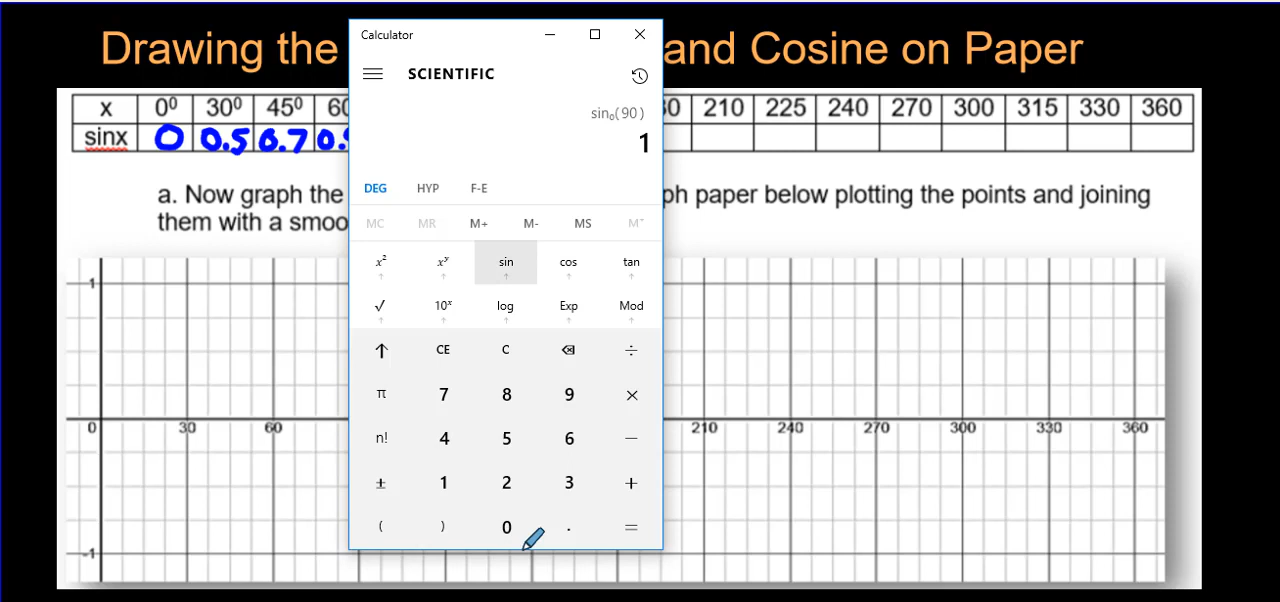 Drawing the and Cosine on Paper
Calculator
SCIENTIFIC
sin₀(90)
1
DEG HYP F-E
MC MR M+ M- MS M˅
x² xʸ sin cos tan
√ 10ˣ log Exp Mod
↑ CE C ⌫ ÷
π 7 8 9 ×
n! 4 5 6 −
± 1 2 3 +
( ) 0 . =
x 0⁰ 30⁰ 45⁰ 210 225 240 270 300 315 330 360
sinx 0 0.5 0.7
a. Now graph the ph paper below plotting the points and joining
them with a smoo
1
0 30 60 210 240 270 300 330 360
-1